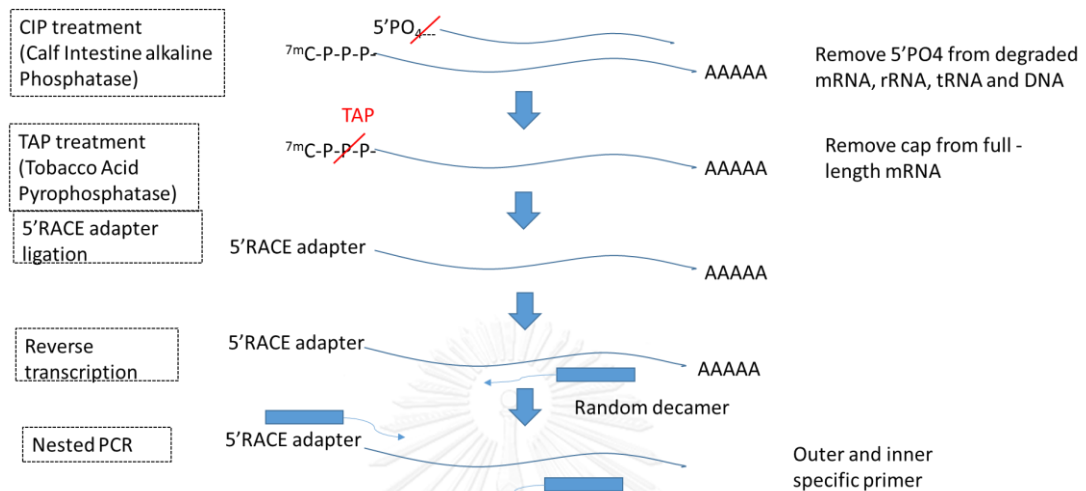 CIP treatment
(Calf Intestine alkaline
Phosphatase)
5'PO4---
7mC-P-P-P-
AAAAA
Remove 5'PO4 from degraded
mRNA, rRNA, tRNA and DNA
TAP treatment
(Tobacco Acid
Pyrophosphatase)
TAP
7mC-P-P-P-
AAAAA
Remove cap from full -
length mRNA
5'RACE adapter
ligation
5'RACE adapter
AAAAA
Reverse
transcription
5'RACE adapter
AAAAA
Random decamer
Nested PCR
5'RACE adapter
Outer and inner
specific primer